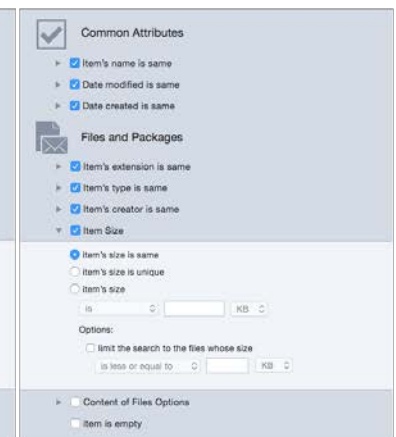 Common Attributes
Item's name is same
Date modified is same
Date created is same
Files and Packages
Item's extension is same
Item's type is same
Item's creator is same
Item Size
Item's size is same
item's size is unique
item's size
is KB
Options:
limit the search to the files whose size
is less or equal to KB
Content of Files Options
item is empty